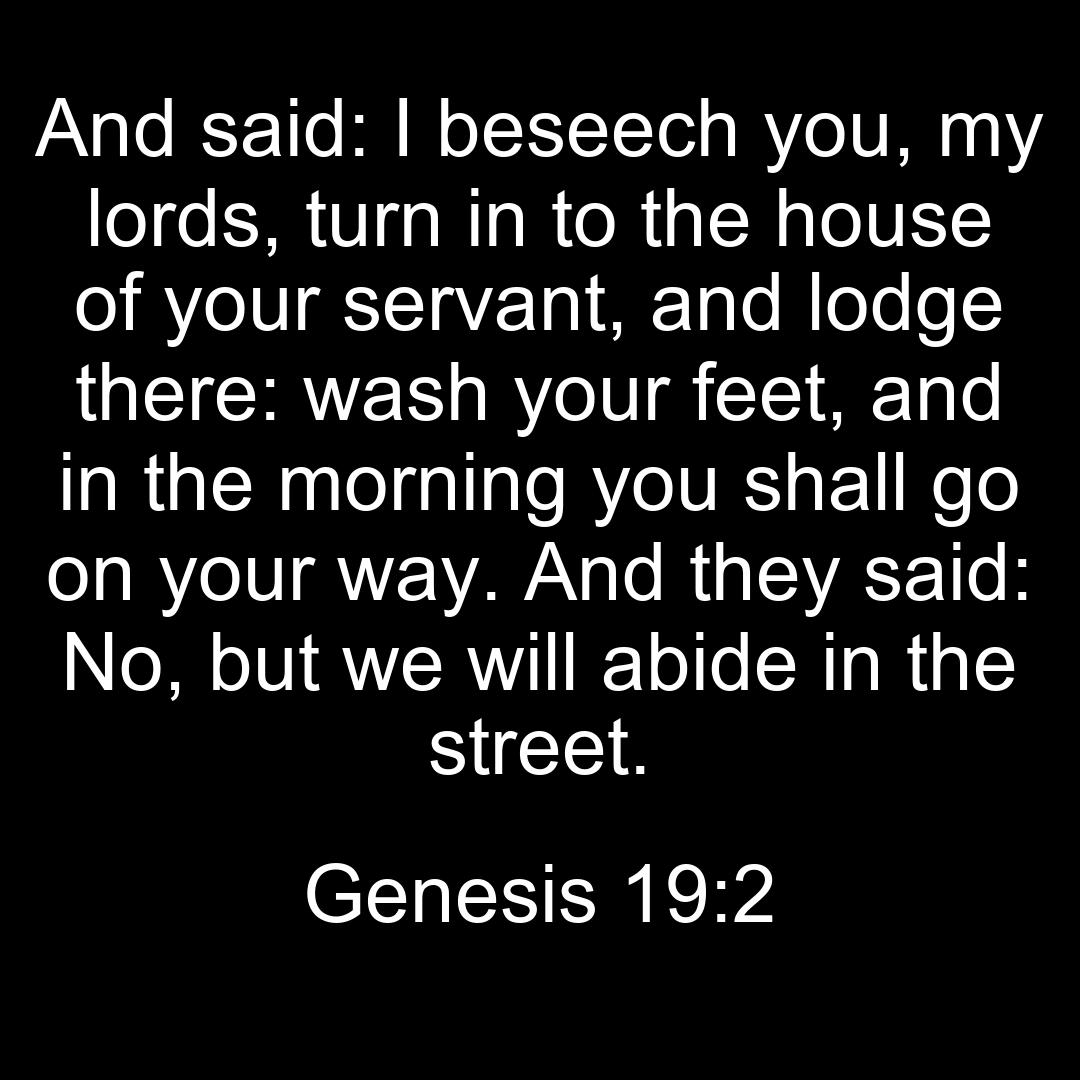 And said: I beseech you, my
lords, turn in to the house
of your servant, and lodge
there: wash your feet, and
in the morning you shall go
on your way. And they said:
No, but we will abide in the
street.
Genesis 19:2